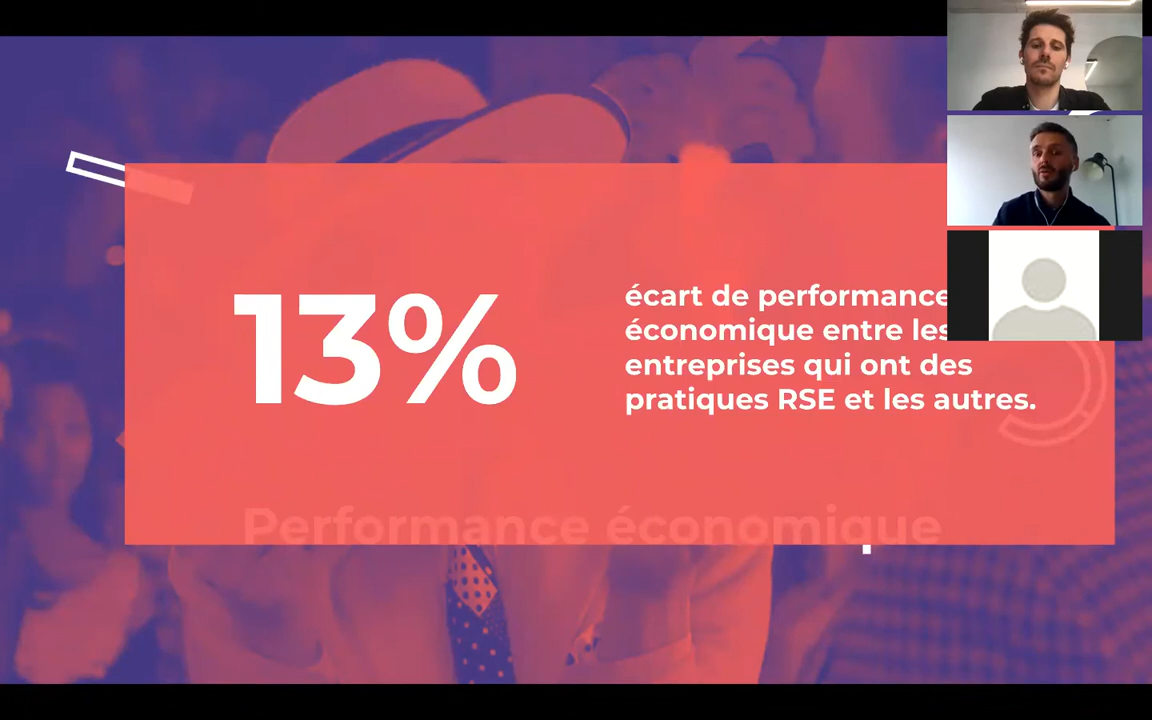 13%
écart de performance
économique entre les
entreprises qui ont des
pratiques RSE et les autres.
Performance économique